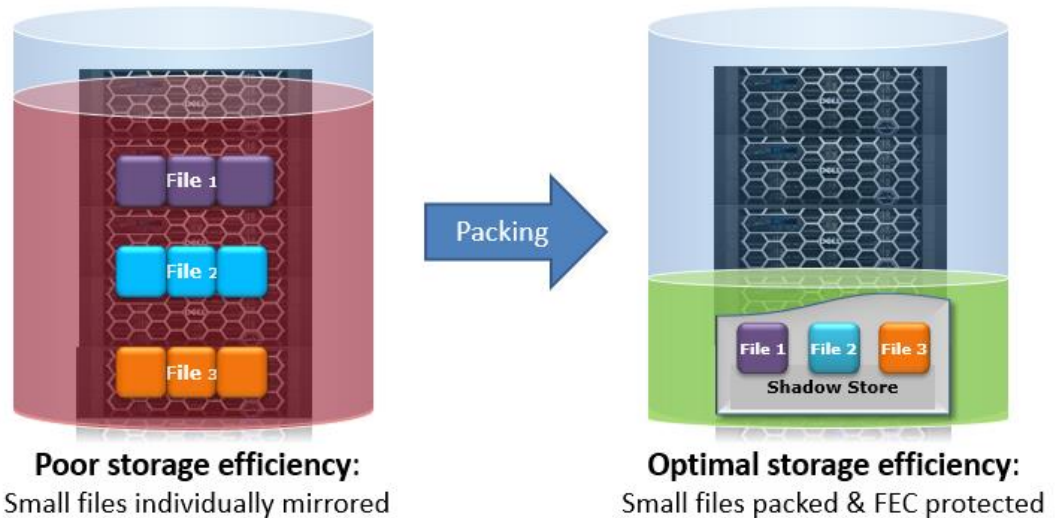 File 1
File 2
File 3
Packing
File 1 File 2 File 3
Shadow Store
Poor storage efficiency:
Small files individually mirrored
Optimal storage efficiency:
Small files packed & FEC protected